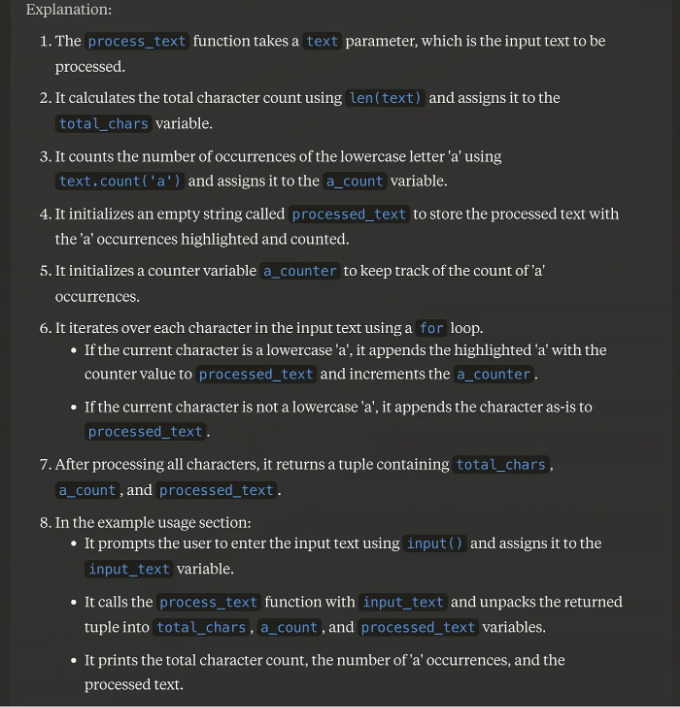 Explanation:
1. The process_text function takes a text parameter, which is the input text to be
processed.
2. It calculates the total character count using len(text) and assigns it to the
total_chars variable.
3. It counts the number of occurrences of the lowercase letter 'a' using
text.count('a') and assigns it to the a_count variable.
4. It initializes an empty string called processed_text to store the processed text with
the 'a' occurrences highlighted and counted.
5. It initializes a counter variable a_counter to keep track of the count of 'a'
occurrences.
6. It iterates over each character in the input text using a for loop.
• If the current character is a lowercase 'a', it appends the highlighted 'a' with the
counter value to processed_text and increments the a_counter.
• If the current character is not a lowercase 'a', it appends the character as-is to
processed_text.
7. After processing all characters, it returns a tuple containing total_chars,
a_count, and processed_text.
8. In the example usage section:
• It prompts the user to enter the input text using input() and assigns it to the
input_text variable.
• It calls the process_text function with input_text and unpacks the returned
tuple into total_chars, a_count, and processed_text variables.
• It prints the total character count, the number of 'a' occurrences, and the
processed text.